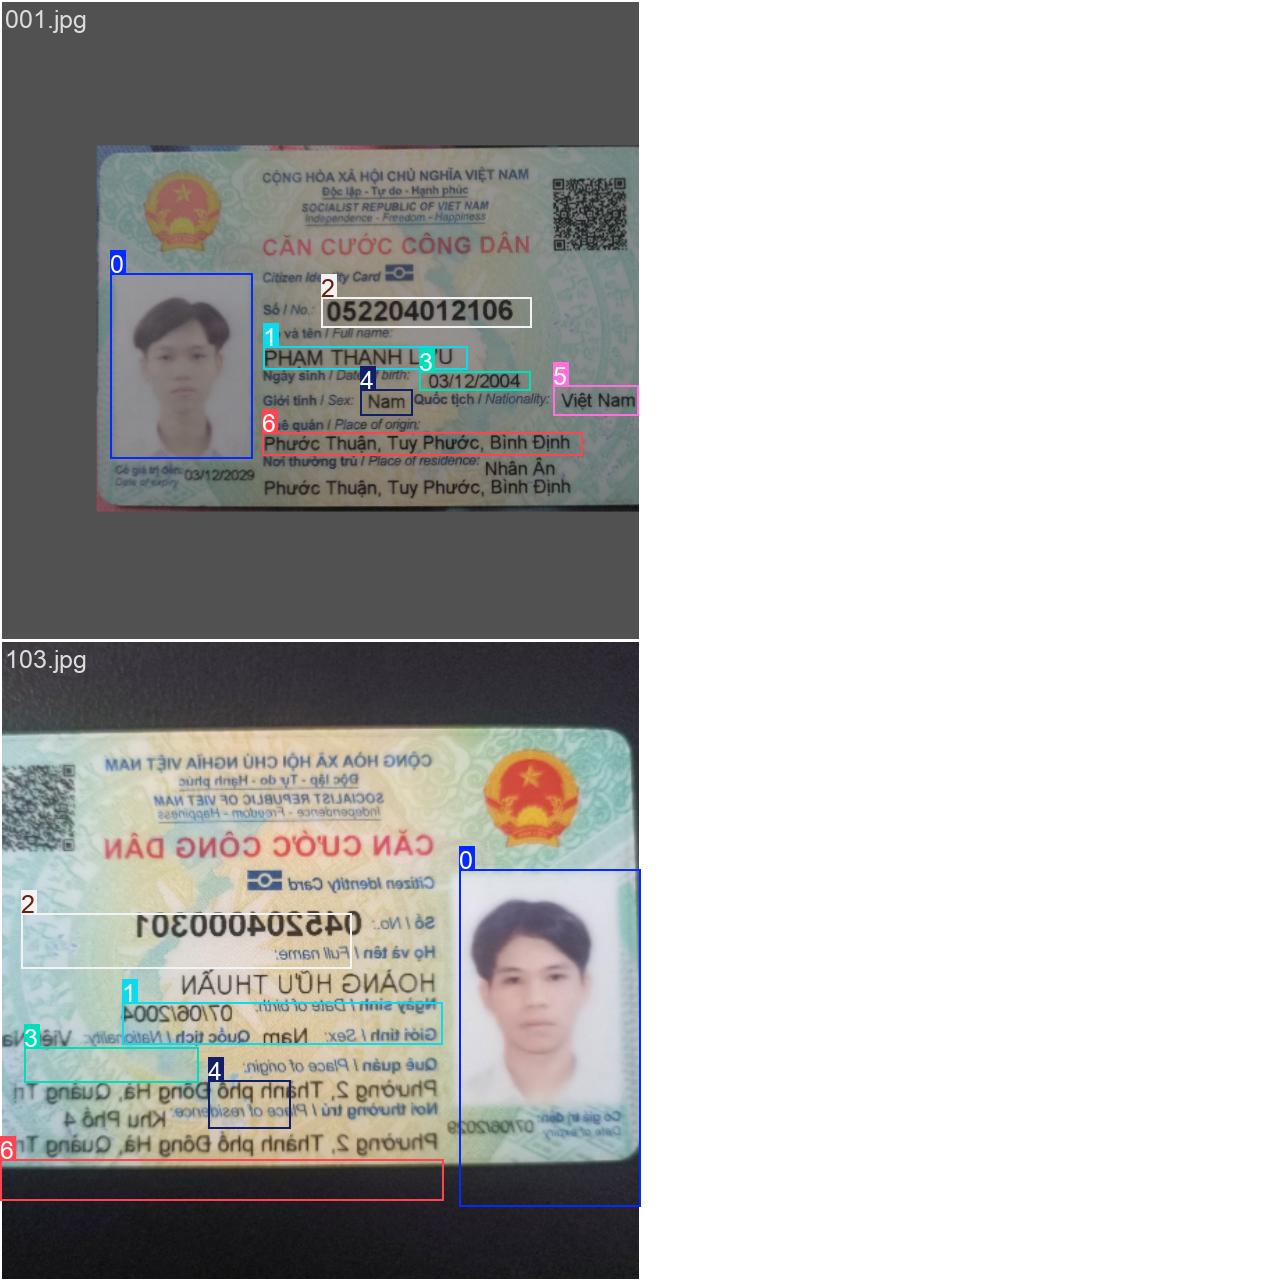 001.jpg
CỘNG HÒA XÃ HỘI CHỦ NGHĨA VIỆT NAM
Độc lập - Tự do - Hạnh phúc
SOCIALIST REPUBLIC OF VIET NAM
Independence - Freedom - Happiness
CĂN CƯỚC CÔNG DÂN
Citizen Identity Card
0
2
Số / No.: 052204012106
và tên / Full name:
1
PHẠM THANH
3
Ngày sinh / birth: 03/12/2004
4
5
Giới tính / Sex: Nam Quốc tịch / Nationality: Việt Nam
6
quán / Place of origin:
Phước Thuận, Tuy Phước, Bình Định
Nơi thường trú / Place of residence: Nhân Ân
Phước Thuận, Tuy Phước, Bình Định
Có giá trị đến: 03/12/2029
Date of expiry
103.jpg
CỘNG HÒA XÃ HỘI CHỦ NGHĨA VIỆT NAM
Độc lập - Tự do - Hạnh phúc
SOCIALIST REPUBLIC OF VIET NAM
Independence - Freedom - Happiness
CĂN CƯỚC CÔNG DÂN
Citizen Identity Card
0
2
Số / No.: 045204000301
Họ và tên / Full name:
HOÀNG HỮU THUẤN
1
Ngày sinh / Date of birth: 07/06/2004
Giới tính / Sex: Nam Quốc tịch / Nationality: Việt
3
Quê quán / Place of origin:
4
Phường 2, Thành phố Đông Hà, Quảng
Nơi thường trú / Place of residence: Khu Phố 4
Phường 2, Thành phố Đông Hà, Quảng
6
Có giá trị đến: 07/06/2029
Date of expiry